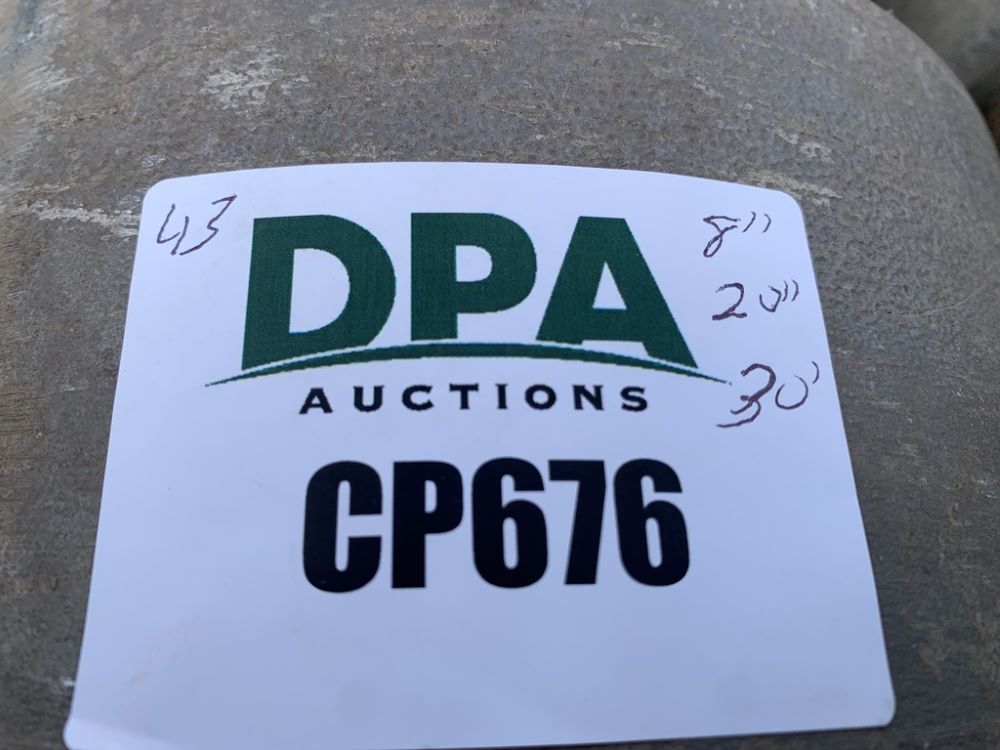 43
DPA
8"
20"
30'
AUCTIONS
CP676